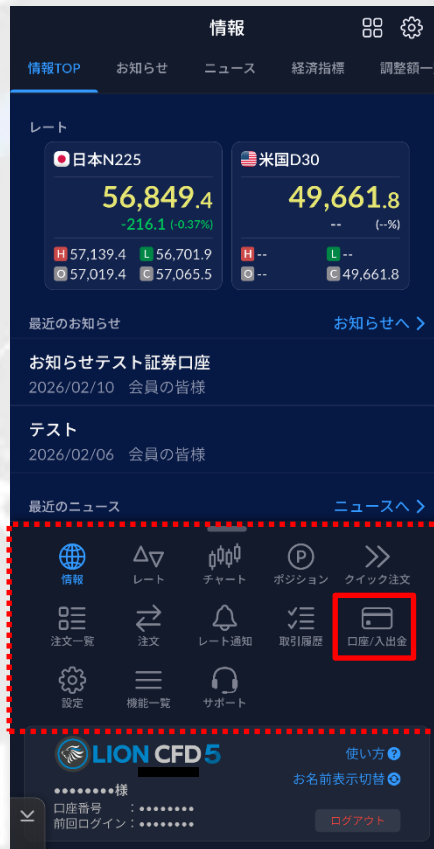 情報
情報TOP お知らせ ニュース 経済指標 調整額一
レート
日本N225
56,849.4
-216.1 (-0.37%)
H 57,139.4 L 56,701.9
O 57,019.4 C 57,065.5
米国D30
49,661.8
-- (--%)
H -- L --
O -- C 49,661.8
最近のお知らせ お知らせへ >
お知らせテスト証券口座
2026/02/10 会員の皆様
テスト
2026/02/06 会員の皆様
最近のニュース ニュースへ >
情報 レート チャート P ポジション クイック注文
注文一覧 注文 レート通知 取引履歴 口座/入出金
設定 機能一覧 サポート
LION CFD 5
使い方 ?
お名前表示切替
••••••••様
口座番号 : ••••••••
前回ログイン : ••••••••
ログアウト